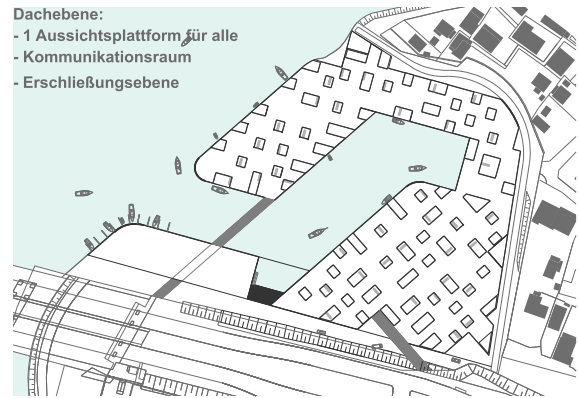 Dachebene:
- 1 Aussichtsplattform für alle
- Kommunikationsraum
- Erschließungsebene